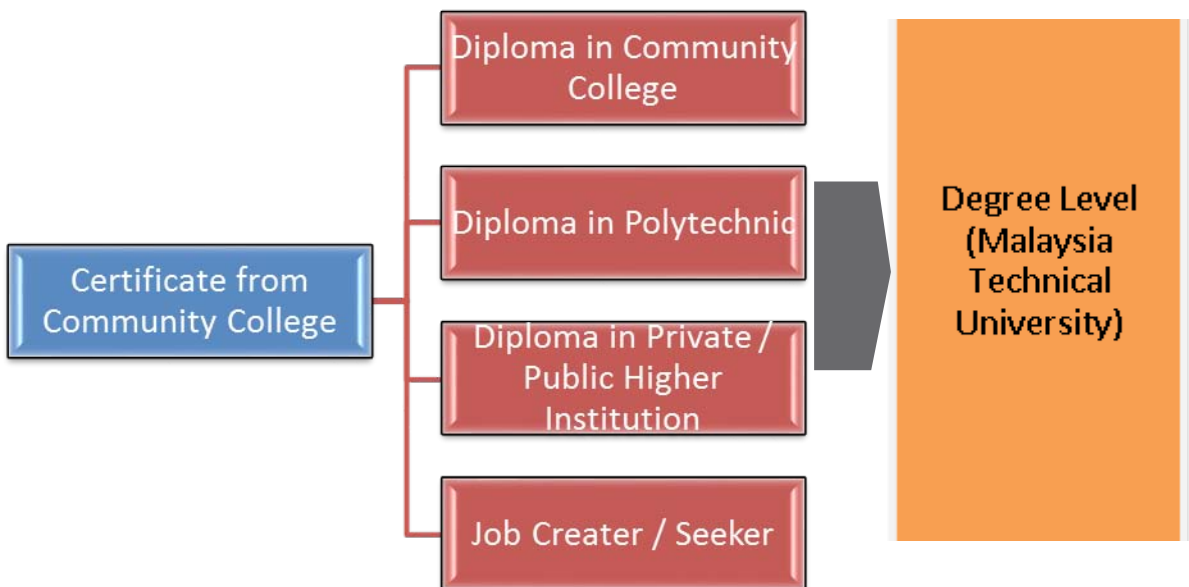 Certificate from
Community College
Diploma in Community
College
Diploma in Polytechnic
Diploma in Private /
Public Higher
Institution
Job Creater / Seeker
Degree Level
(Malaysia
Technical
University)